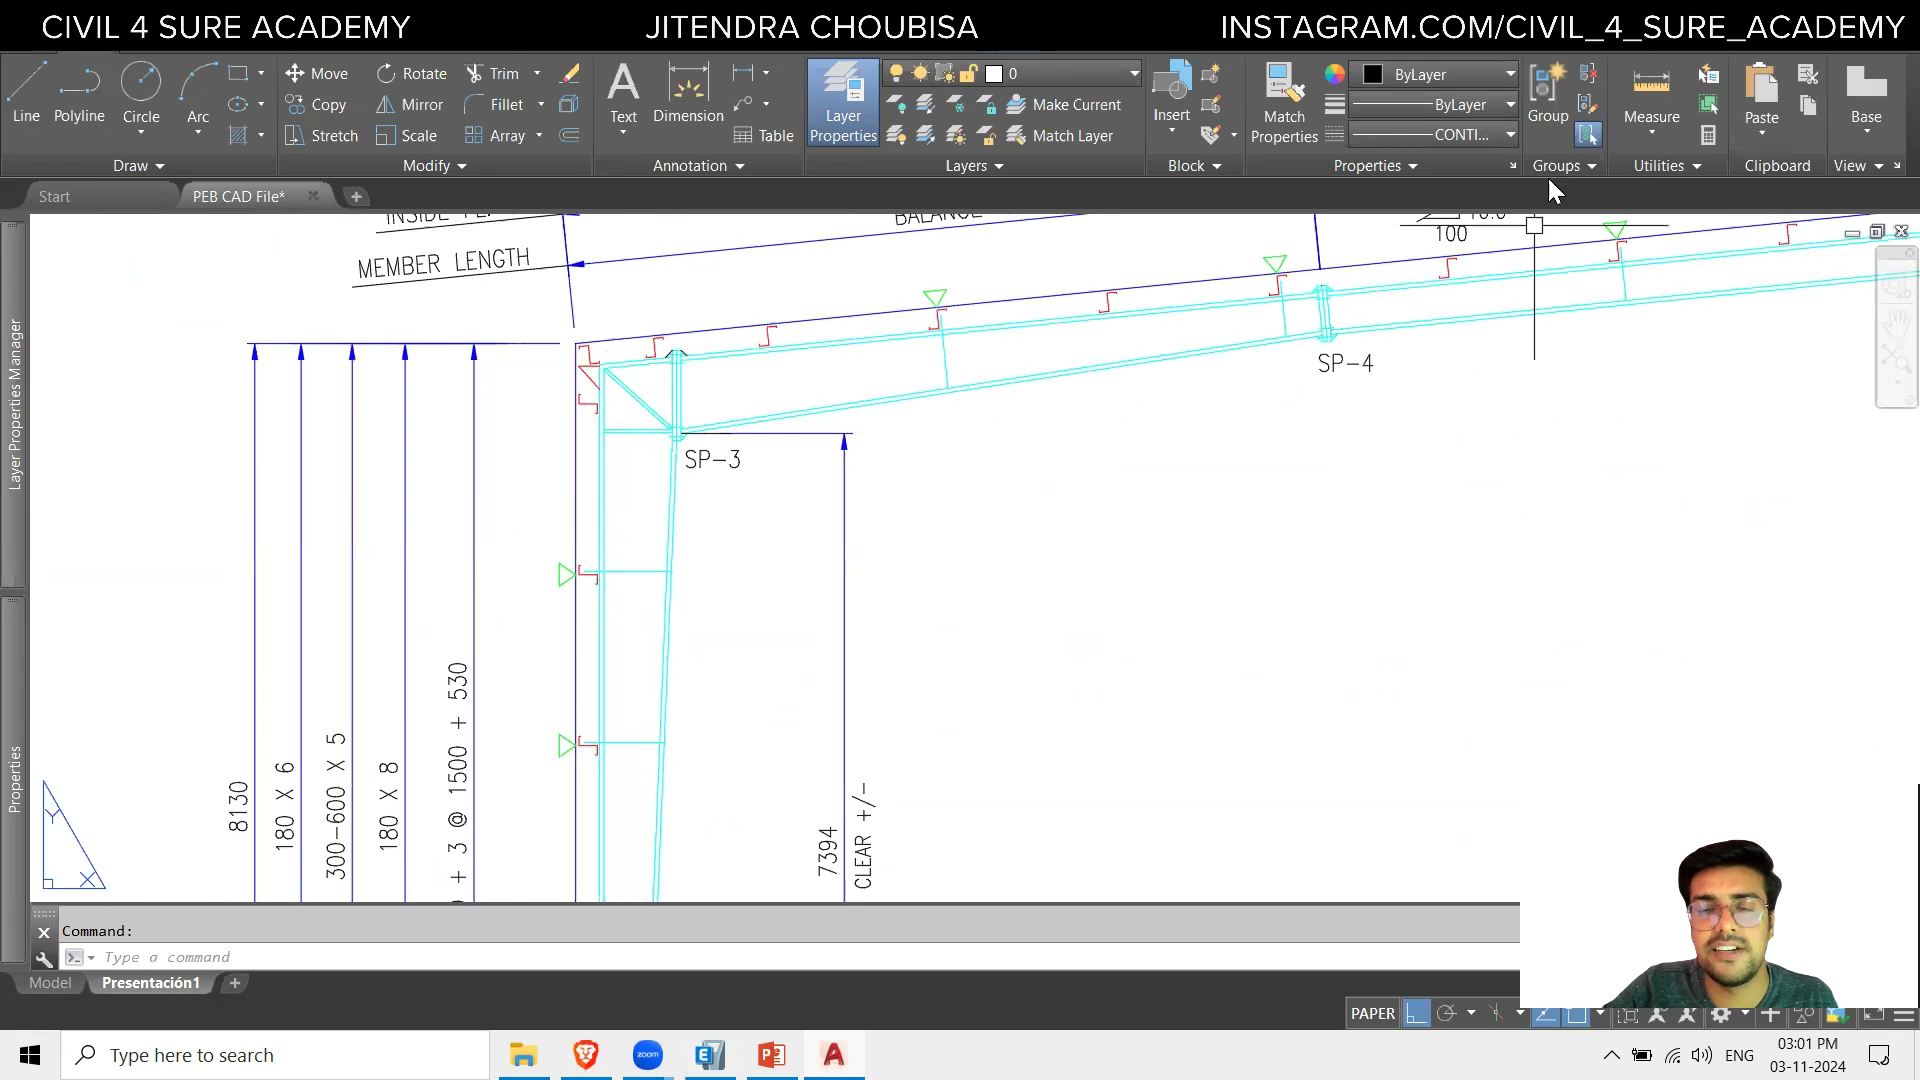 CIVIL 4 SURE ACADEMY
JITENDRA CHOUBISA
INSTAGRAM.COM/CIVIL_4_SURE_ACADEMY
Line
Polyline
Circle
Arc
Move
Rotate
Trim
Copy
Mirror
Fillet
Stretch
Scale
Array
Text
Dimension
Table
Layer
Properties
0
Make Current
Match Layer
Insert
Match
Properties
ByLayer
ByLayer
CONTI...
Group
Measure
Paste
Base
Draw
Modify
Annotation
Layers
Block
Properties
Groups
Utilities
Clipboard
View
Start
PEB CAD File*
BALANCE
MEMBER LENGTH
100
SP-4
SP-3
8130
180 X 6
300-600 X 5
180 X 8
+ 3 @ 1500 + 530
7394
CLEAR +/-
Layer Properties Manager
Properties
Y
X
Command:
Type a command
Model
Presentación1
PAPER
Type here to search
zoom
ENG
03:01 PM
03-11-2024